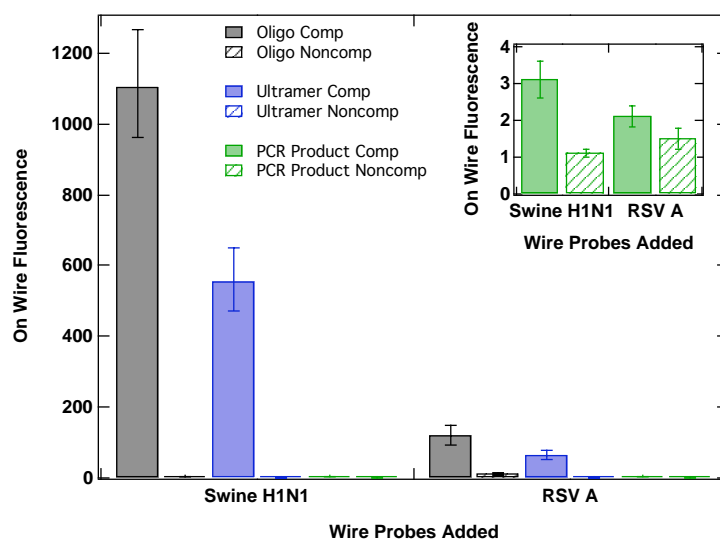 1200
1000
800
600
400
200
0
On Wire Fluorescence
Oligo Comp
Oligo Noncomp
Ultramer Comp
Ultramer Noncomp
PCR Product Comp
PCR Product Noncomp
4
3
2
1
0
On Wire Fluorescence
Swine H1N1 RSV A
Wire Probes Added
Swine H1N1 RSV A
Wire Probes Added